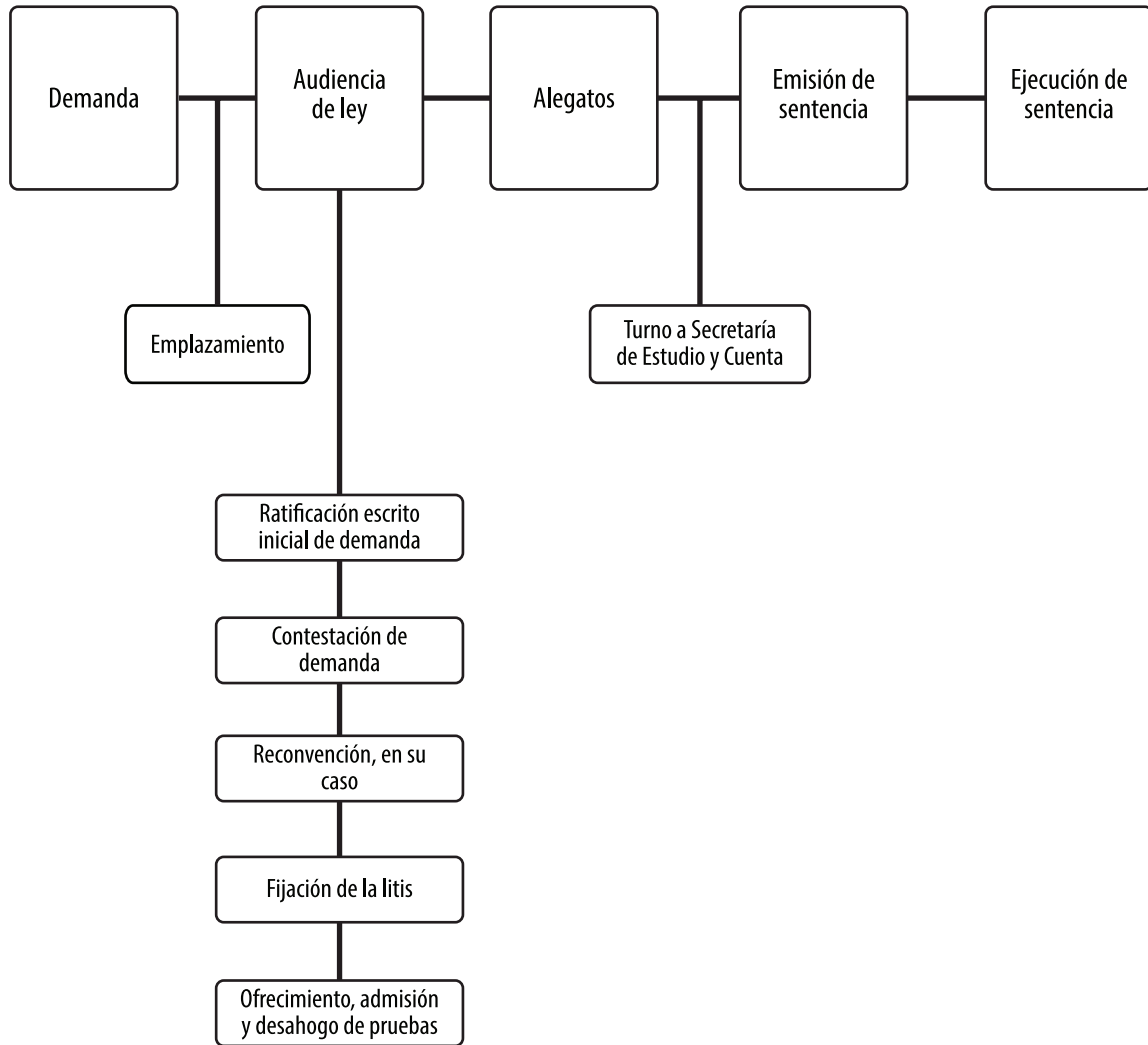 Demanda
Audiencia
de ley
Alegatos
Emisión de
sentencia
Ejecución de
sentencia
Emplazamiento
Turno a Secretaría
de Estudio y Cuenta
Ratificación escrito
inicial de demanda
Contestación de
demanda
Reconvención, en su
caso
Fijación de la litis
Ofrecimiento, admisión
y desahogo de pruebas